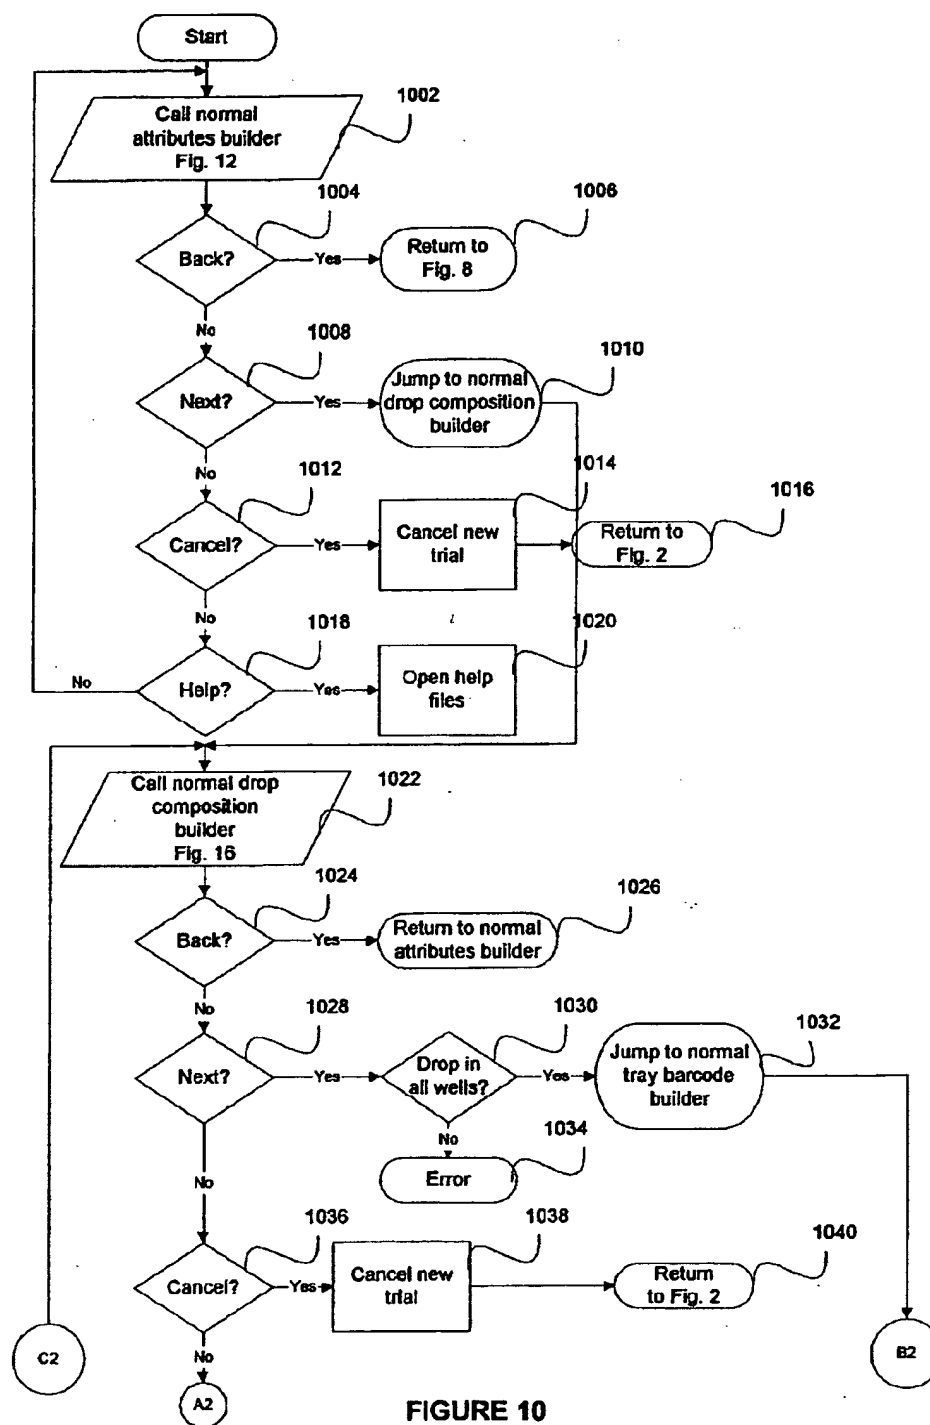 Start
Call normal
attributes builder
Fig. 12
1002
1004
1006
Back?
Yes
Return to
Fig. 8
No
1008
1010
Next?
Yes
Jump to normal
drop composition
builder
No
1012
1014
1016
Cancel?
Yes
Cancel new
trial
Return to
Fig. 2
No
1018
1020
No
Help?
Yes
Open help
files
Call normal drop
composition
builder
Fig. 16
1022
1024
1026
Back?
Yes
Return to normal
attributes builder
No
1028
1030
1032
Next?
Yes
Drop in
all wells?
Yes
Jump to normal
tray barcode
builder
No
1034
Error
No
1036
1038
1040
Cancel?
Yes
Cancel new
trial
Return
to Fig. 2
C2
No
B2
A2
FIGURE 10